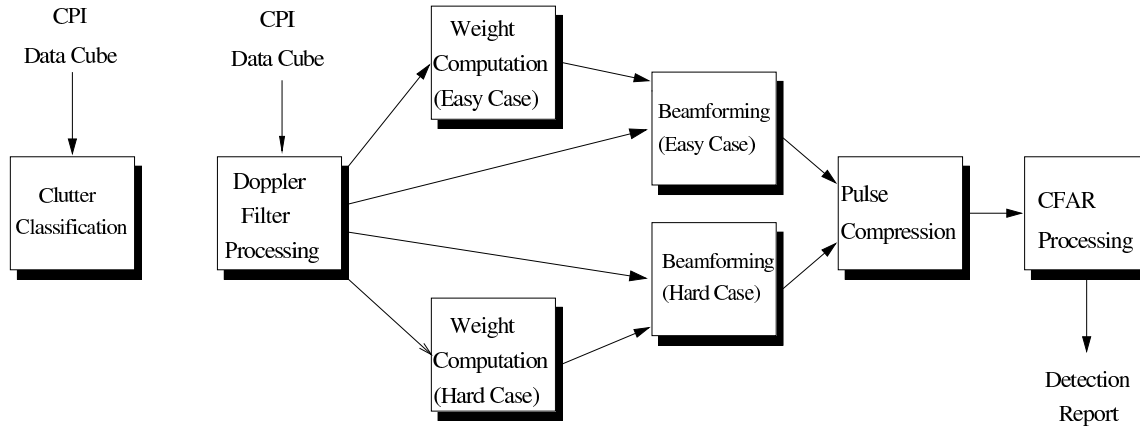 CPI
Data Cube
Clutter
Classification
CPI
Data Cube
Doppler
Filter
Processing
Weight
Computation
(Easy Case)
Weight
Computation
(Hard Case)
Beamforming
(Easy Case)
Beamforming
(Hard Case)
Pulse
Compression
CFAR
Processing
Detection
Report